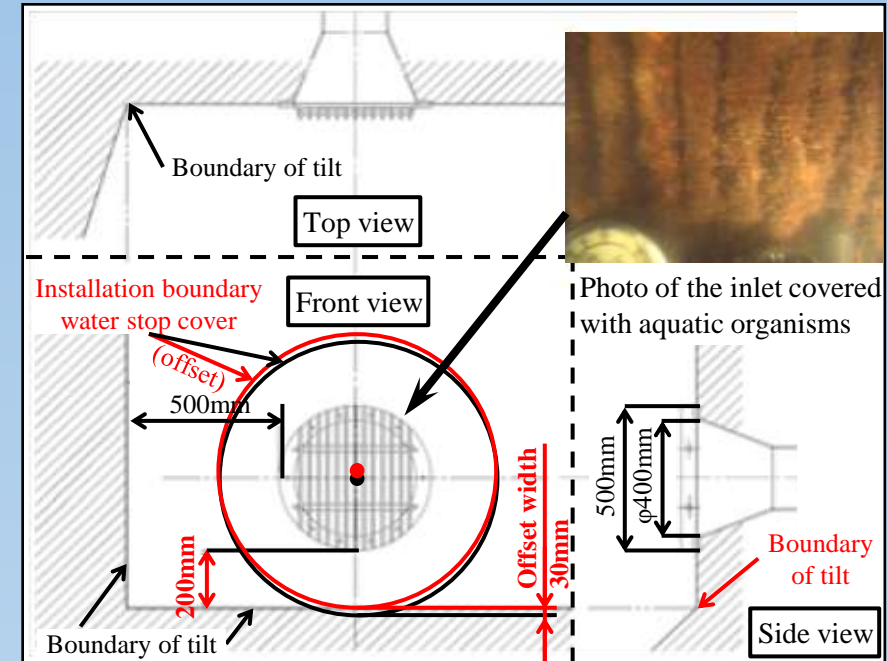 Boundary of tilt
Top view
Photo of the inlet covered
with aquatic organisms
Installation boundary
water stop cover
(offset)
Front view
500mm
200mm
Offset width
30mm
500mm
φ400mm
Boundary
of tilt
Boundary of tilt
Side view